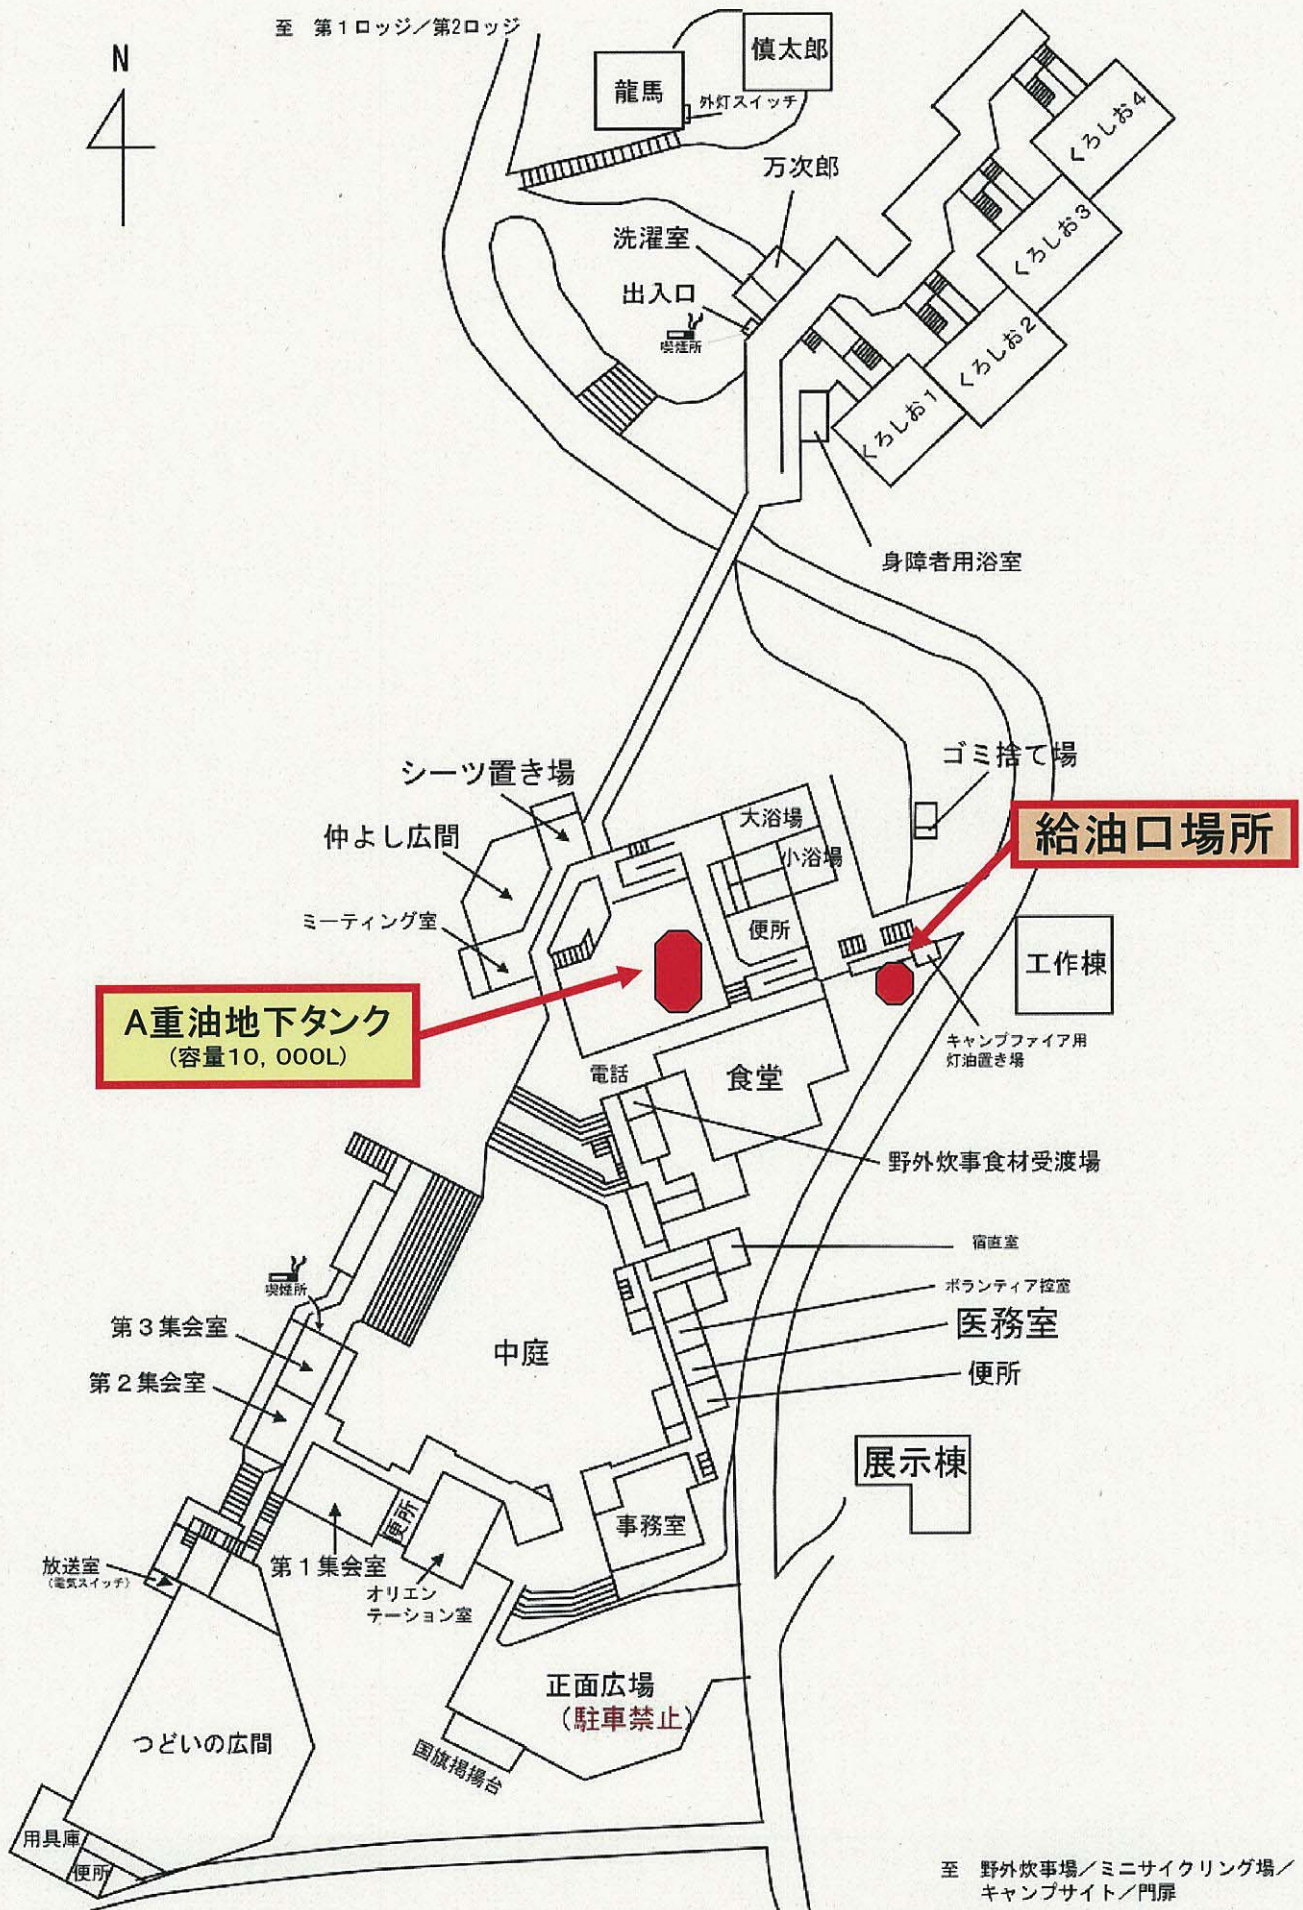 至 第1ロッジ／第2ロッジ
N
慎太郎
龍馬
外灯スイッチ
くろしお4
万次郎
くろしお3
洗濯室
出入口
喫煙所
くろしお2
くろしお1
身障者用浴室
ゴミ捨て場
シーツ置き場
大浴場
給油口場所
仲よし広間
小浴場
ミーティング室
便所
工作棟
A重油地下タンク
(容量10,000L)
キャンプファイア用
灯油置き場
電話
食堂
野外炊事食材受渡場
宿直室
喫煙所
ボランティア控室
第3集会室
医務室
中庭
第2集会室
便所
展示棟
便所
事務室
放送室
(電気スイッチ)
第1集会室
オリエン
テーション室
正面広場
(駐車禁止)
つどいの広間
国旗掲揚台
用具庫
便所
至 野外炊事場／ミニサイクリング場／
キャンプサイト／門扉